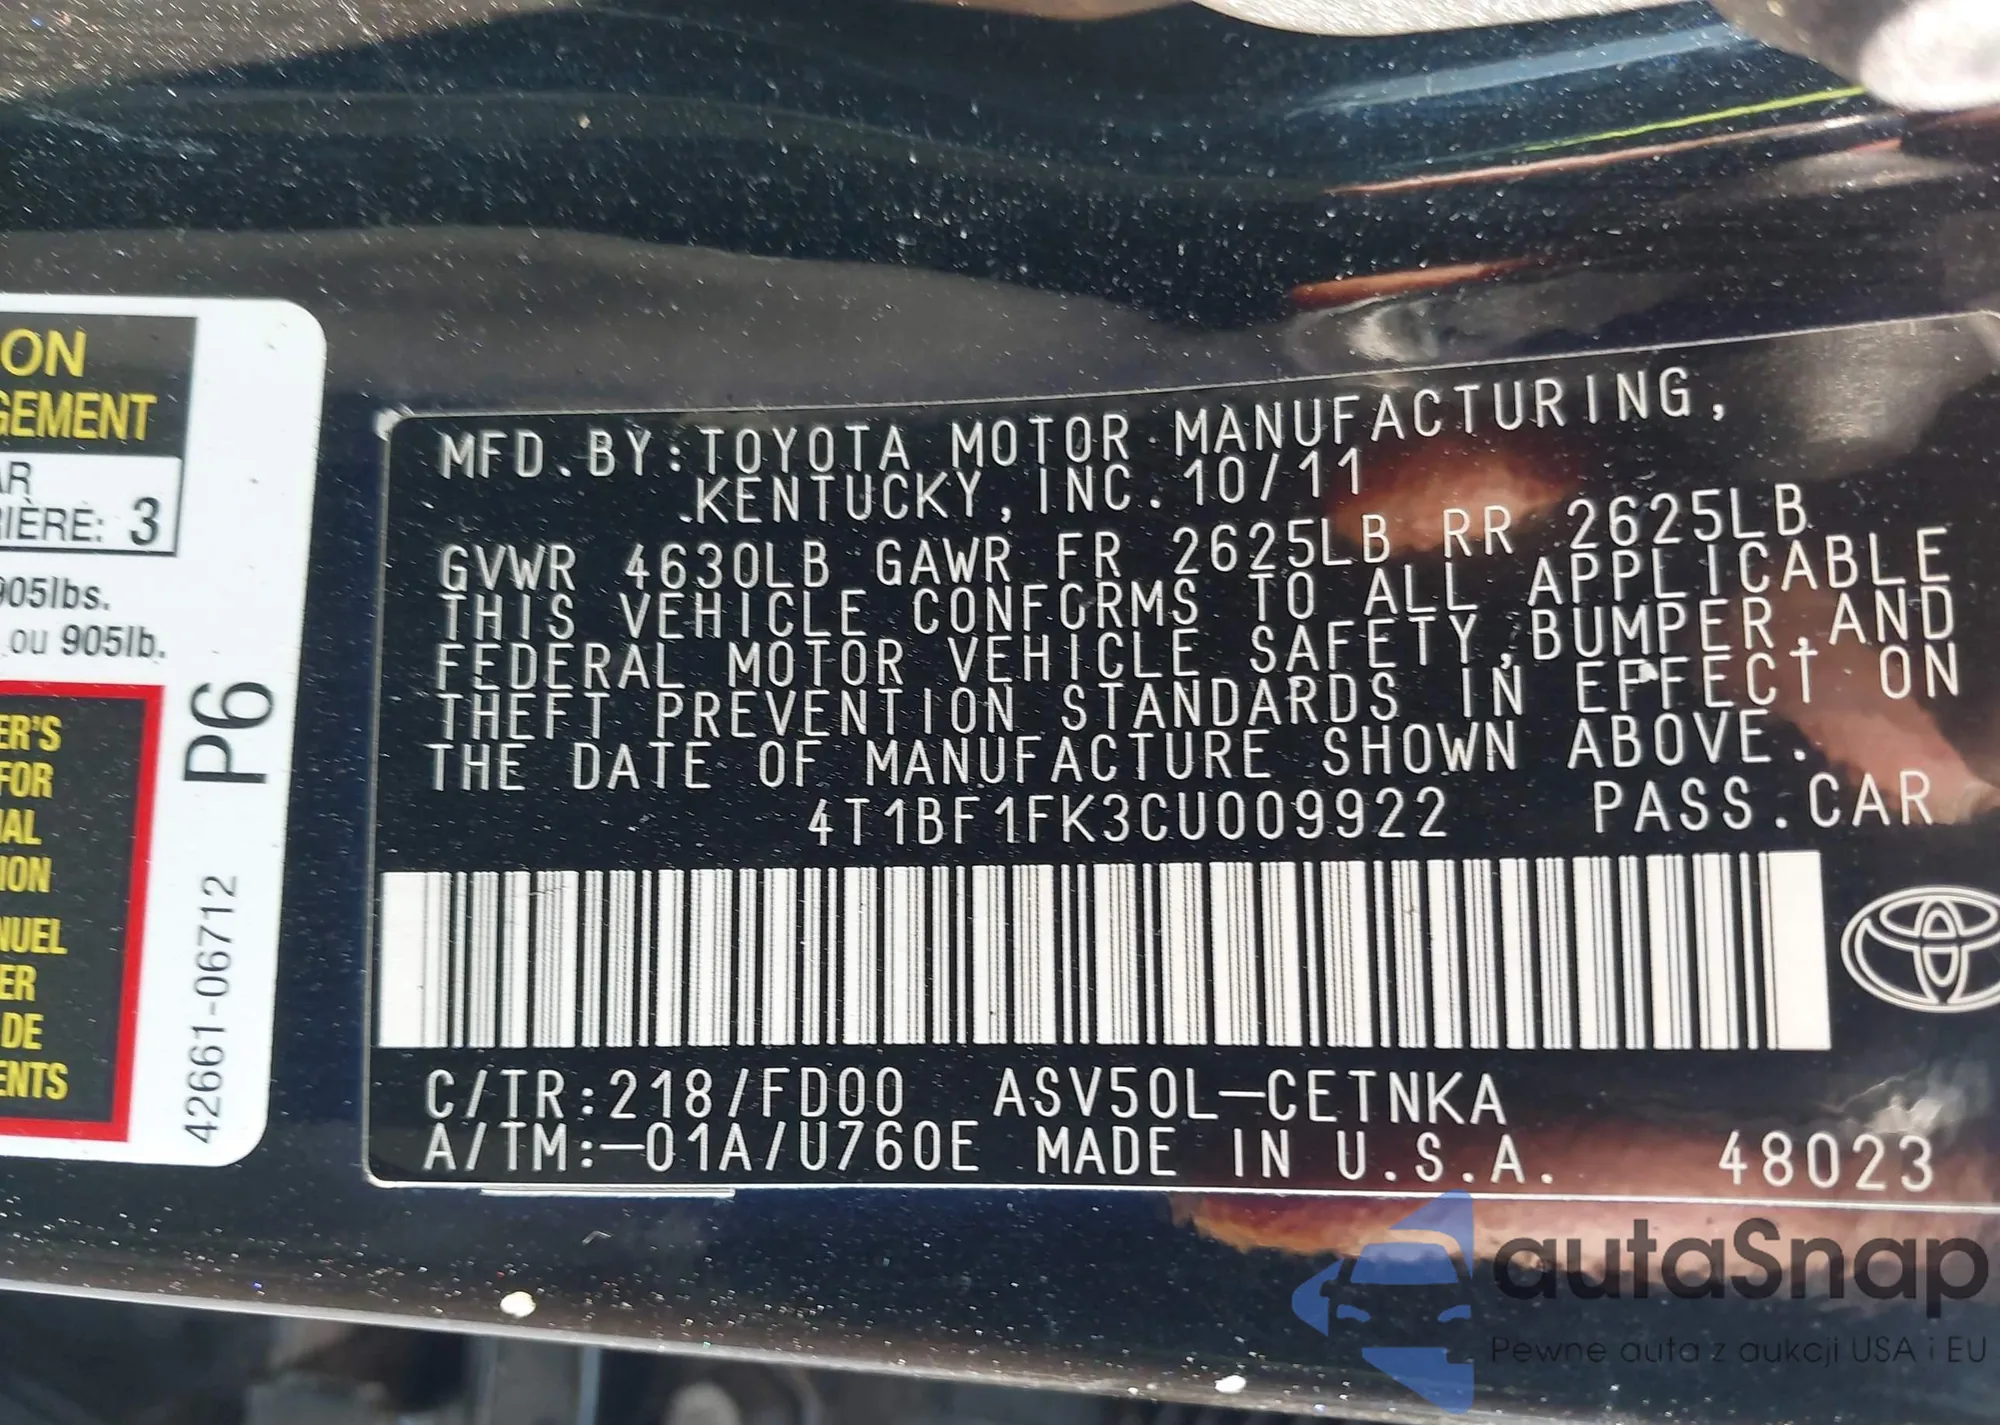 ON
GEMENT
AR
RIÈRE: 3
905lbs.
ou 905lb.
ER'S
FOR
IAL
ION
NUEL
ER
DE
ENTS
P6
42661-06712
MFD.BY:TOYOTA MOTOR MANUFACTURING,
KENTUCKY, INC. 10/11
GVWR 4630LB GAWR FR 2625LB RR 2625LB
THIS VEHICLE CONFORMS TO ALL APPLICABLE
FEDERAL MOTOR VEHICLE SAFETY,BUMPER,AND
THEFT PREVENTION STANDARDS IN EFFECT ON
THE DATE OF MANUFACTURE SHOWN ABOVE.
4T1BF1FK3CU009922 PASS.CAR
C/TR:218/FD00 ASV50L-CETNKA
A/TM:-01A/U760E MADE IN U.S.A. 48023
autaSnap
Pewne auta z aukcji USA i EU